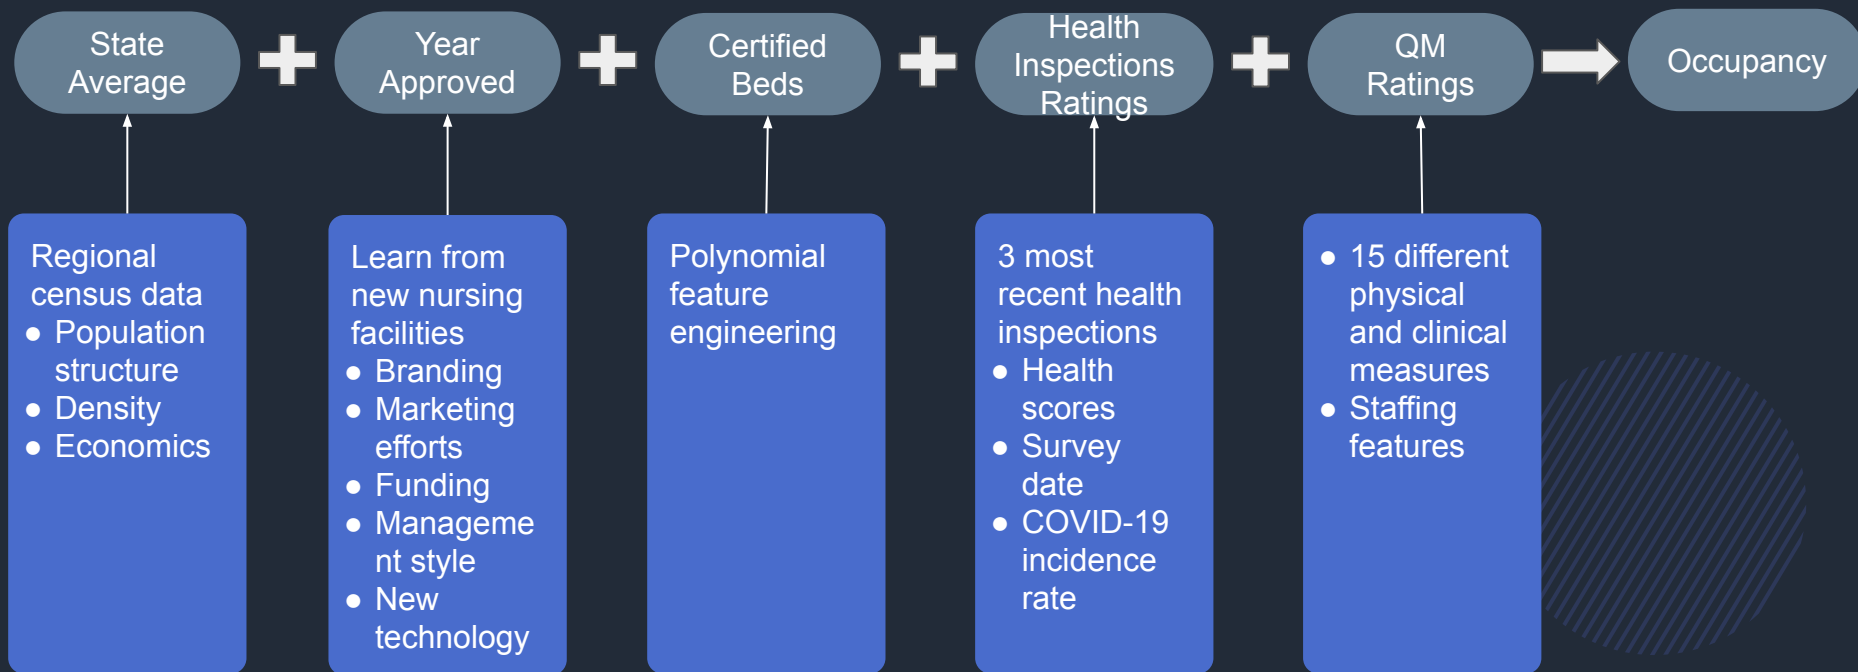 State
Average
Year
Approved
Certified
Beds
Health
Inspections
Ratings
QM
Ratings
Occupancy
Regional
census data
● Population
structure
● Density
● Economics
Learn from
new nursing
facilities
● Branding
● Marketing
efforts
● Funding
● Manageme
nt style
● New
technology
Polynomial
feature
engineering
3 most
recent health
inspections
● Health
scores
● Survey
date
● COVID-19
incidence
rate
● 15 different
physical
and clinical
measures
● Staffing
features